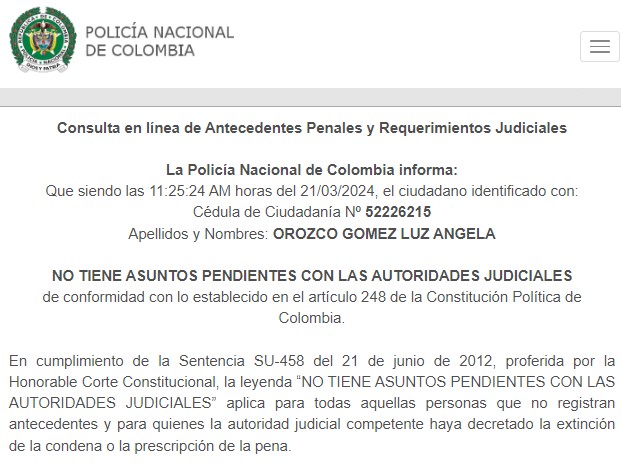 POLICÍA NACIONAL
DE COLOMBIA
Consulta en línea de Antecedentes Penales y Requerimientos Judiciales
La Policía Nacional de Colombia informa:
Que siendo las 11:25:24 AM horas del 21/03/2024, el ciudadano identificado con:
Cédula de Ciudadanía Nº 52226215
Apellidos y Nombres: OROZCO GOMEZ LUZ ANGELA
NO TIENE ASUNTOS PENDIENTES CON LAS AUTORIDADES JUDICIALES
de conformidad con lo establecido en el artículo 248 de la Constitución Política de
Colombia.
En cumplimiento de la Sentencia SU-458 del 21 de junio de 2012, proferida por la
Honorable Corte Constitucional, la leyenda “NO TIENE ASUNTOS PENDIENTES CON LAS
AUTORIDADES JUDICIALES” aplica para todas aquellas personas que no registran
antecedentes y para quienes la autoridad judicial competente haya decretado la extinción
de la condena o la prescripción de la pena.